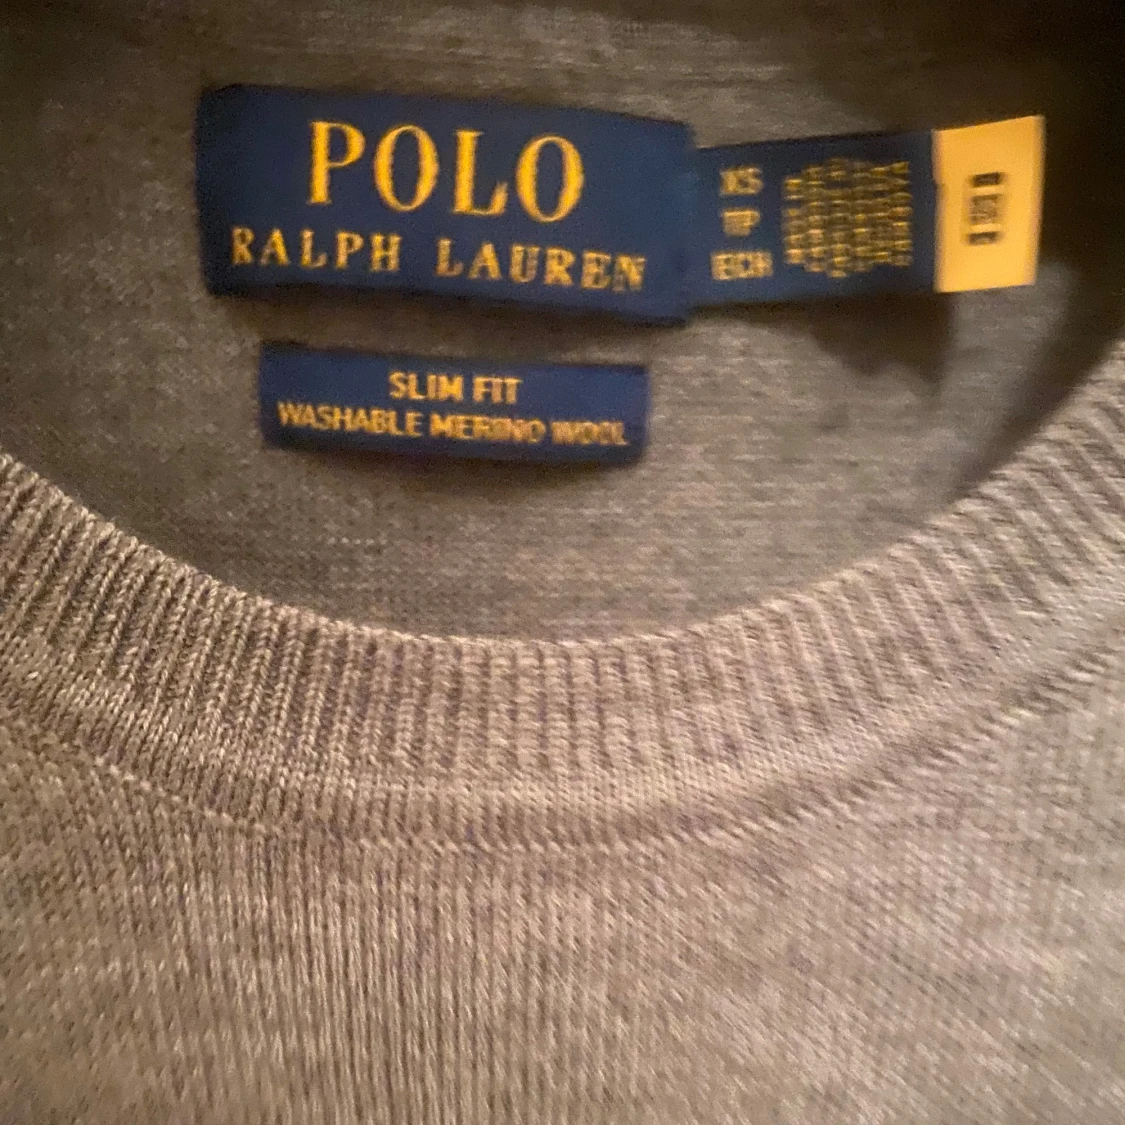 POLO
RALPH LAUREN
XS
TP
ECH
SLIM FIT
WASHABLE MERINO WOOL